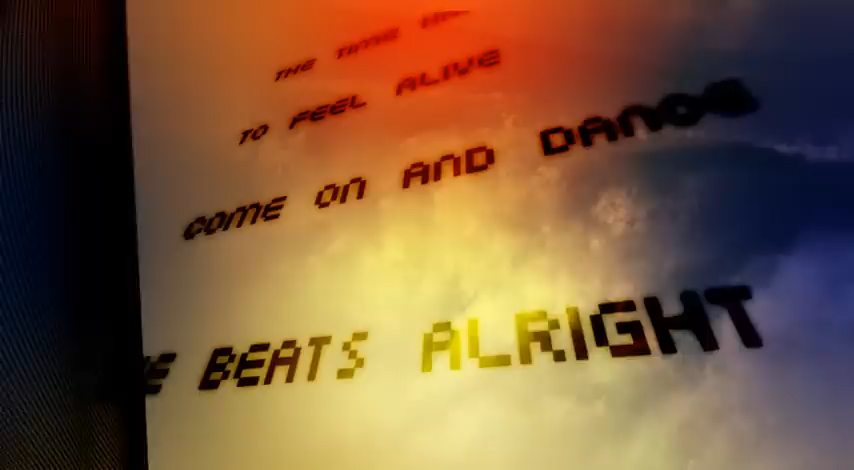 THE TIME
TO FEEL ALIVE
COME ON AND DANCE
BEATS ALRIGHT